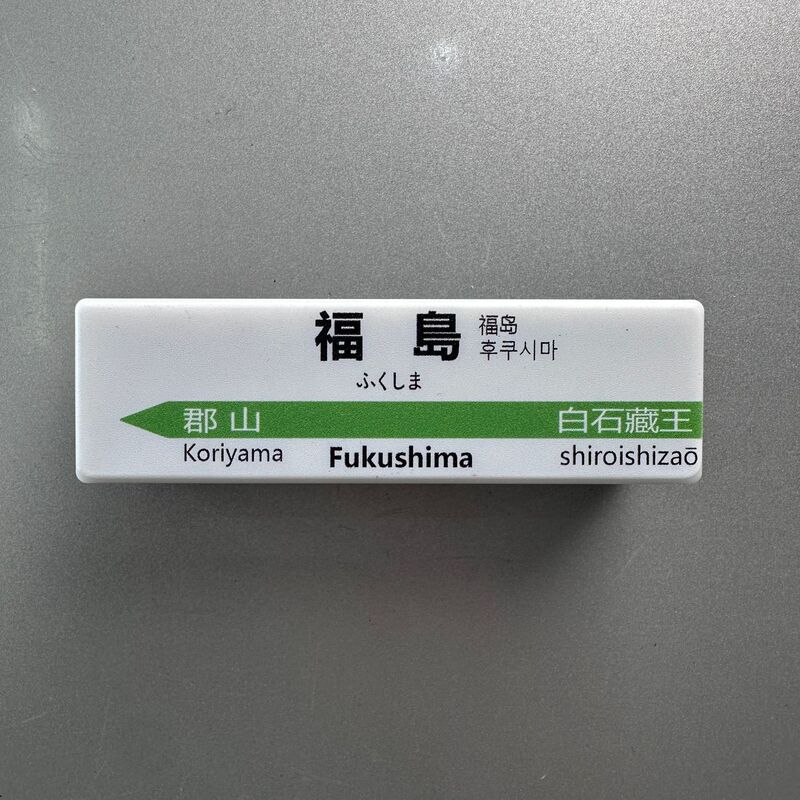 福島
福岛
후쿠시마
ふくしま
郡山 白石藏王
Koriyama Fukushima shiroishizaō